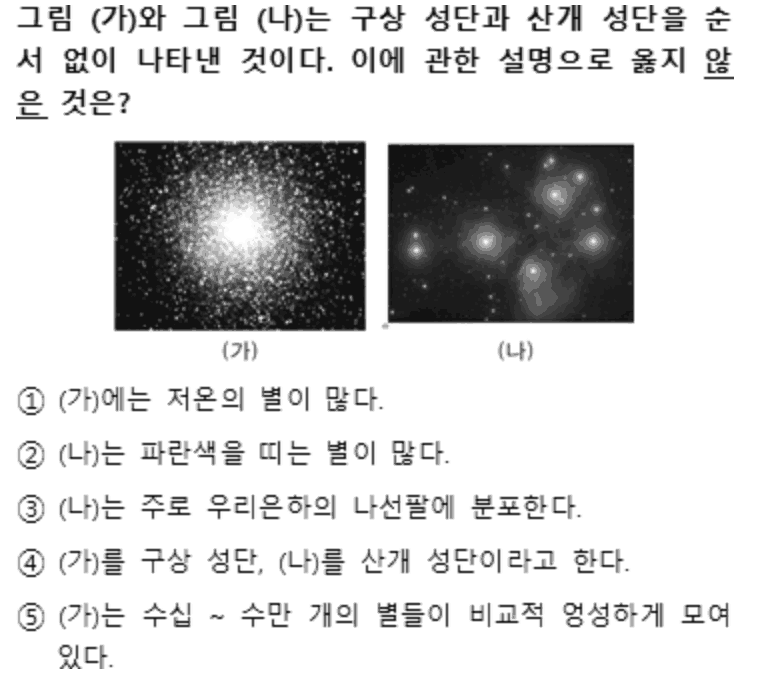 그림 (가)와 그림 (나)는 구상 성단과 산개 성단을 순
서 없이 나타낸 것이다. 이에 관한 설명으로 옳지 않
은 것은?
(가) (나)
① (가)에는 저온의 별이 많다.
② (나)는 파란색을 띠는 별이 많다.
③ (나)는 주로 우리은하의 나선팔에 분포한다.
④ (가)를 구상 성단, (나)를 산개 성단이라고 한다.
⑤ (가)는 수십 ~ 수만 개의 별들이 비교적 엉성하게 모여
있다.